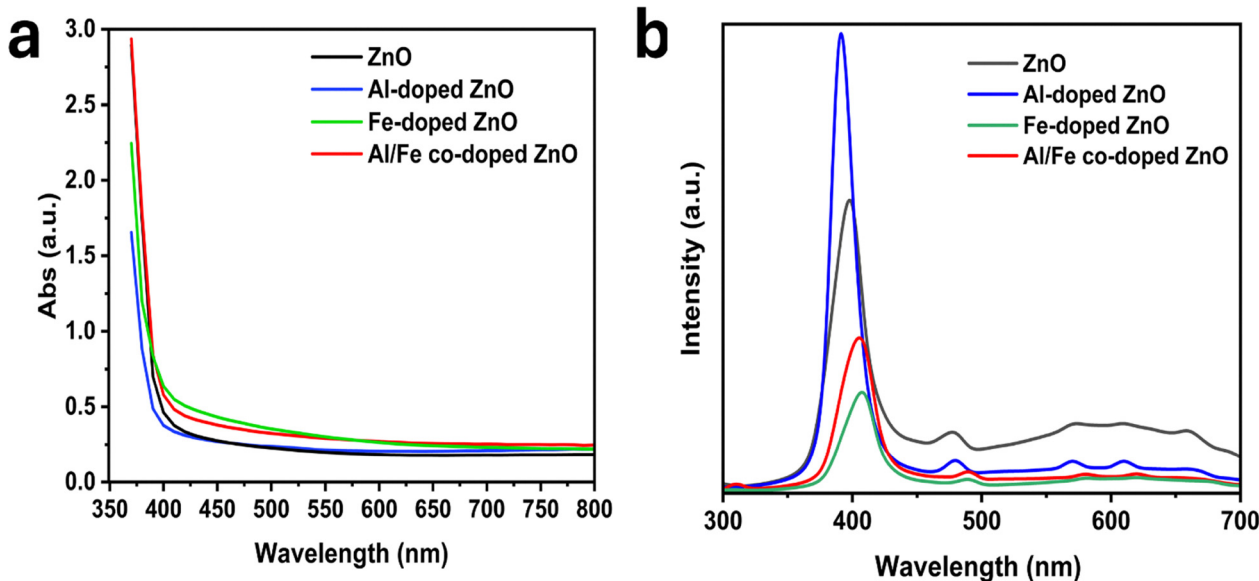 a
3.0
2.5
2.0
1.5
1.0
0.5
0.0
Abs (a.u.)
ZnO
Al-doped ZnO
Fe-doped ZnO
Al/Fe co-doped ZnO
350 400 450 500 550 600 650 700 750 800
Wavelength (nm)
b
Intensity (a.u.)
ZnO
Al-doped ZnO
Fe-doped ZnO
Al/Fe co-doped ZnO
300 400 500 600 700
Wavelength (nm)